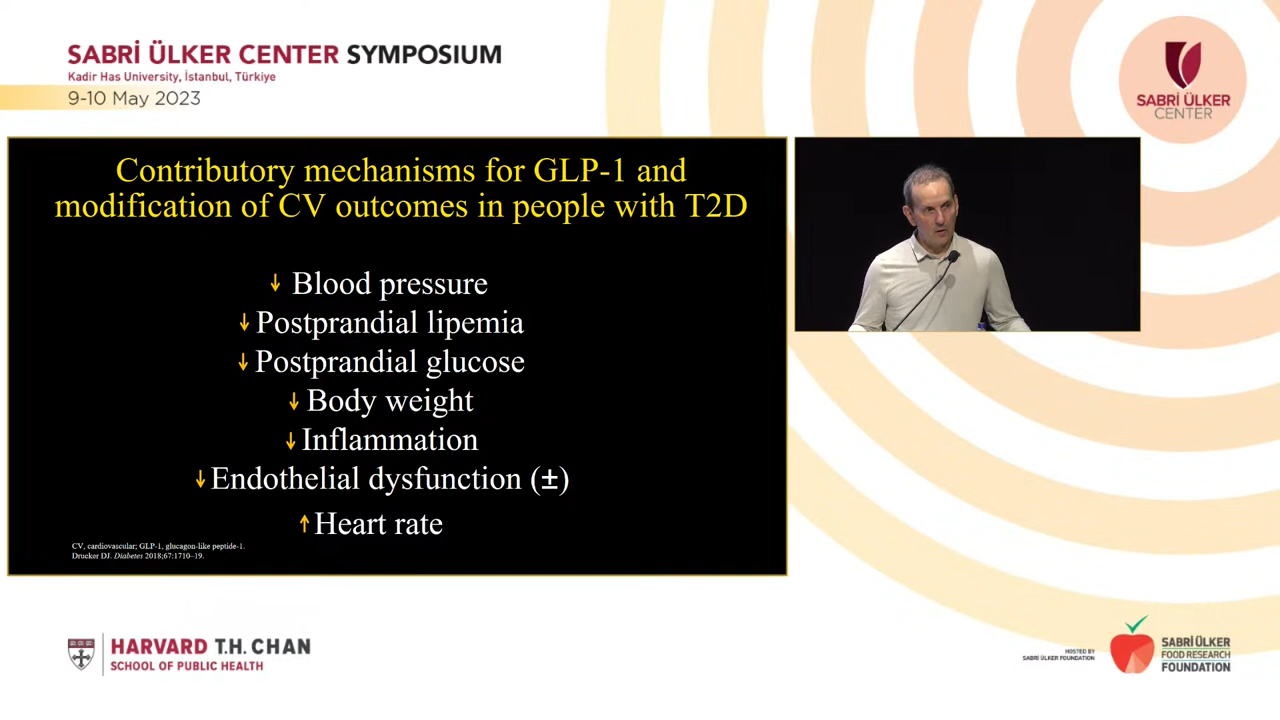 SABRİ ÜLKER CENTER SYMPOSIUM
Kadir Has University, İstanbul, Türkiye
9-10 May 2023
SABRİ ÜLKER
CENTER
Contributory mechanisms for GLP-1 and
modification of CV outcomes in people with T2D
↓ Blood pressure
↓ Postprandial lipemia
↓ Postprandial glucose
↓ Body weight
↓ Inflammation
↓ Endothelial dysfunction (±)
↑ Heart rate
CV, cardiovascular; GLP-1, glucagon-like peptide-1.
Drucker DJ. Diabetes 2018;67:1710–19.
HARVARD T.H. CHAN
SCHOOL OF PUBLIC HEALTH
HOSTED BY
SABRİ ÜLKER FOUNDATION
SABRİ ÜLKER
FOOD RESEARCH
FOUNDATION